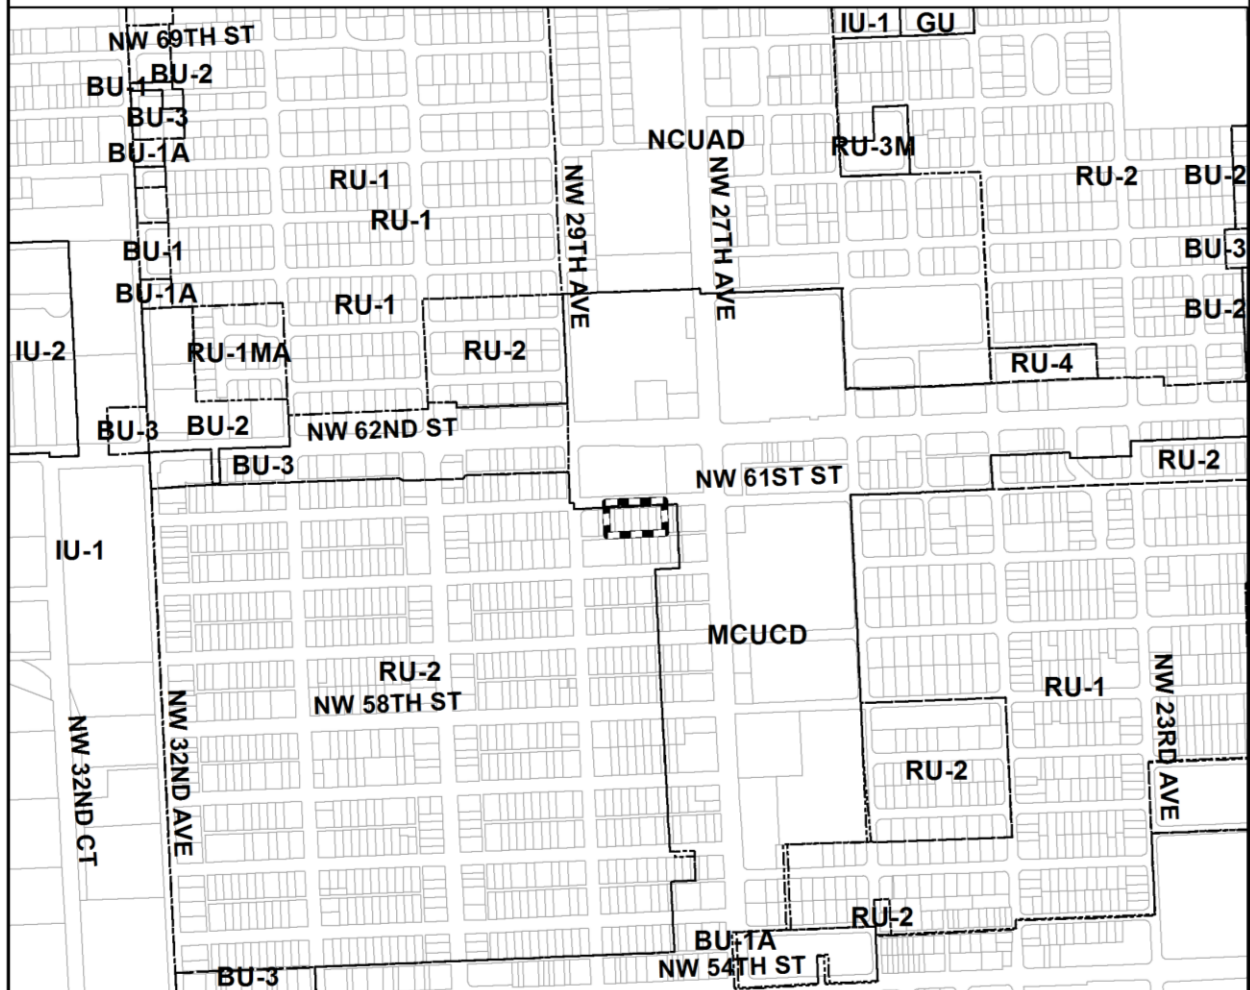 IU-1
GU
NW 69TH ST
BU-2
BU-1
BU-3
NCUAD
RU-3M
BU-1A
RU-1
RU-2
BU-2
RU-1
NW 29TH AVE
NW 27TH AVE
BU-1
BU-3
BU-1A
RU-1
BU-2
IU-2
RU-1MA
RU-2
RU-4
BU-3
BU-2
NW 62ND ST
BU-3
RU-2
NW 61ST ST
IU-1
MCUCD
RU-2
NW 58TH ST
RU-1
NW 23RD AVE
NW 32ND AVE
NW 32ND CT
RU-2
RU-2
BU-1A
NW 54TH ST
BU-3